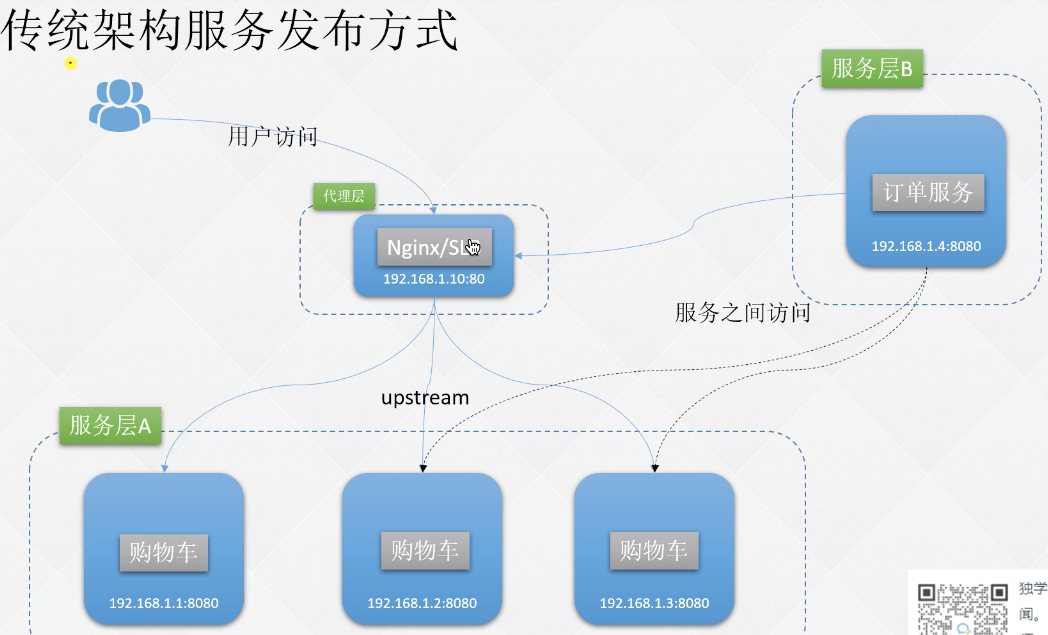 传统架构服务发布方式
服务层B
用户访问
代理层
订单服务
Nginx/SL
192.168.1.4:8080
192.168.1.10:80
服务之间访问
upstream
服务层A
购物车
购物车
购物车
192.168.1.1:8080
192.168.1.2:8080
192.168.1.3:8080
独学
闻。